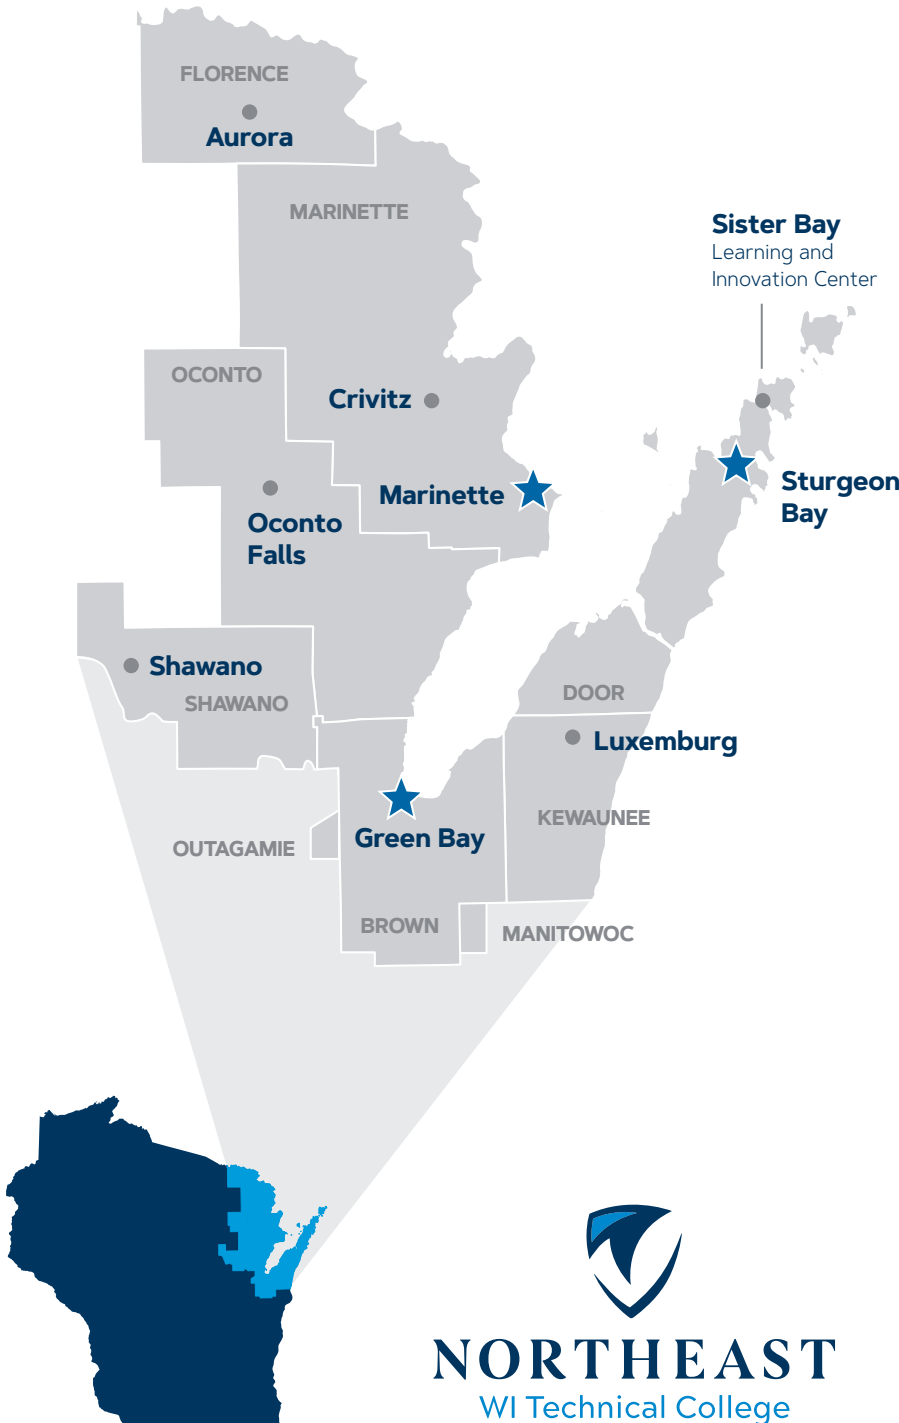 FLORENCE
Aurora
MARINETTE
Sister Bay
Learning and
Innovation Center
OCONTO
Crivitz
Marinette
Sturgeon
Bay
Oconto
Falls
Shawano
SHAWANO
DOOR
Luxemburg
KEWAUNEE
Green Bay
OUTAGAMIE
BROWN
MANITOWOC
NORTHEAST
WI Technical College